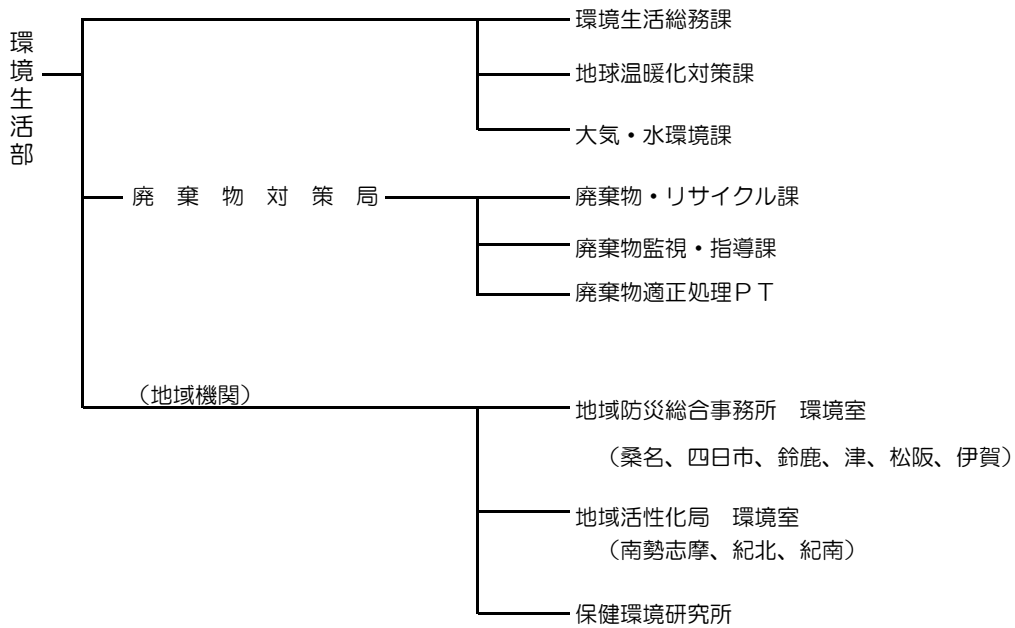 環境生活部
環境生活総務課
地球温暖化対策課
大気・水環境課
廃棄物対策局
廃棄物・リサイクル課
廃棄物監視・指導課
廃棄物適正処理ＰＴ
（地域機関）
地域防災総合事務所　環境室
（桑名、四日市、鈴鹿、津、松阪、伊賀）
地域活性化局　環境室
（南勢志摩、紀北、紀南）
保健環境研究所